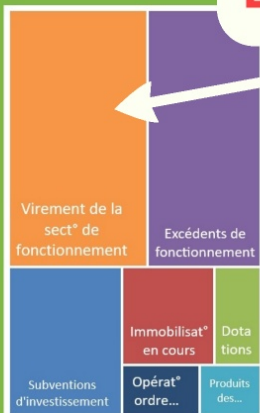 Virement de la
sect° de
fonctionnement
Excédents de
fonctionnement
Subventions
d'investissement
Immobilisat°
en cours
Dota
tions
Opérat°
ordre...
Produits
des...